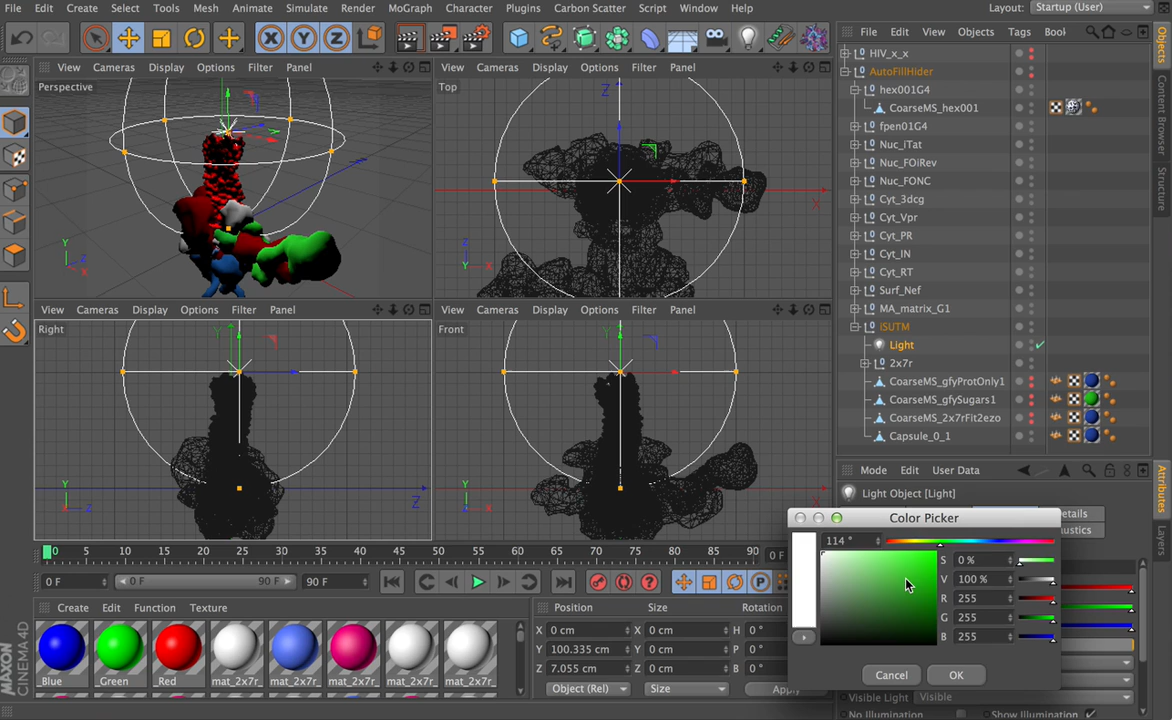 File Edit Create Select Tools Mesh Animate Simulate Render MoGraph Character Plugins Carbon Scatter Script Window Help Layout: Startup (User)
File Edit View Objects Tags Bool
View Cameras Display Options Filter Panel
View Cameras Display Options Filter Panel
Perspective
Top
Z
X
Y
Z X
Z
Y X
HIV_x_x
AutoFillHider
hex001G4
CoarseMS_hex001
fpen01G4
Nuc_iTat
Nuc_FOiRev
Nuc_FONC
Cyt_3dcg
Cyt_Vpr
Cyt_PR
Cyt_IN
Cyt_RT
Surf_Nef
MA_matrix_G1
iSUTM
Light
2x7r
CoarseMS_gfyProtOnly1
CoarseMS_gfySugars1
CoarseMS_2x7rFit2ezo
Capsule_0_1
Objects
Structure
View Cameras Display Options Filter Panel
View Cameras Display Options Filter Panel
Right
Front
Y
Z
X
Y
Y
Y
Z
X
Mode Edit User Data
Light Object [Light]
Attributes
Layers
Details
Color Picker
114 °
S 0 %
V 100 %
R 255
G 255
B 255
Cancel OK
Visible Light Visible
No Illumination Show Illumination
0 5 10 15 20 25 30 35 40 45 50 55 60 65 70 75 80 85 90 0 F
0 F 0 F 90 F 90 F
Create Edit Function Texture
_Blue _Green _Red mat_2x7r_ mat_2x7r_ mat_2x7r_ mat_2x7r_ mat_2x7r_
Position Size Rotation
X 0 cm X 0 cm H 0 °
Y 100.335 cm Y 0 cm P 0 °
Z 7.055 cm Z 0 cm B 0 °
Object (Rel) Size Apply
MAXON
CINEMA4D